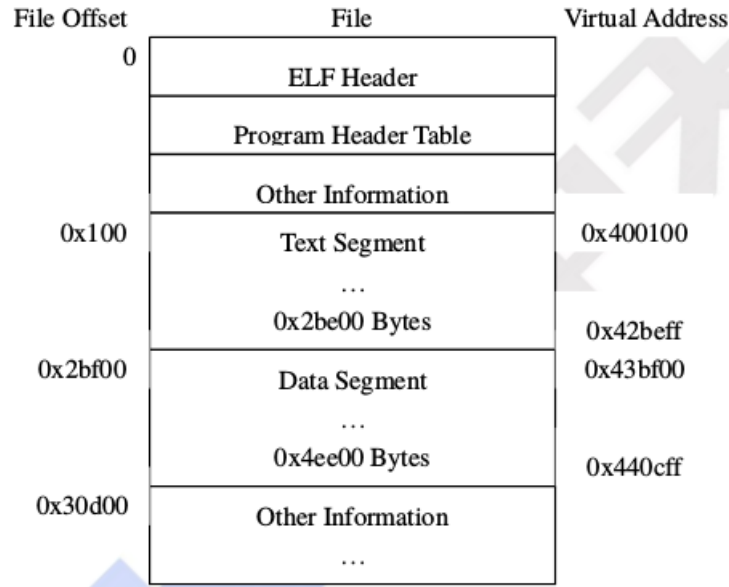 File Offset File Virtual Address
0
ELF Header
Program Header Table
Other Information
0x100 Text Segment 0x400100
...
0x2be00 Bytes 0x42beff
0x2bf00 Data Segment 0x43bf00
...
0x4ee00 Bytes 0x440cff
0x30d00 Other Information
...